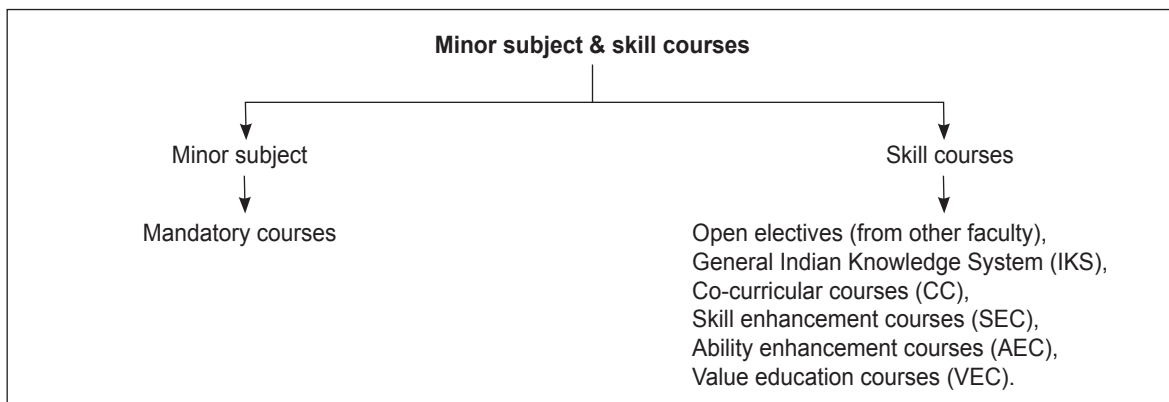 Minor subject & skill courses
Minor subject
Skill courses
Mandatory courses
Open electives (from other faculty),
General Indian Knowledge System (IKS),
Co-curricular courses (CC),
Skill enhancement courses (SEC),
Ability enhancement courses (AEC),
Value education courses (VEC).